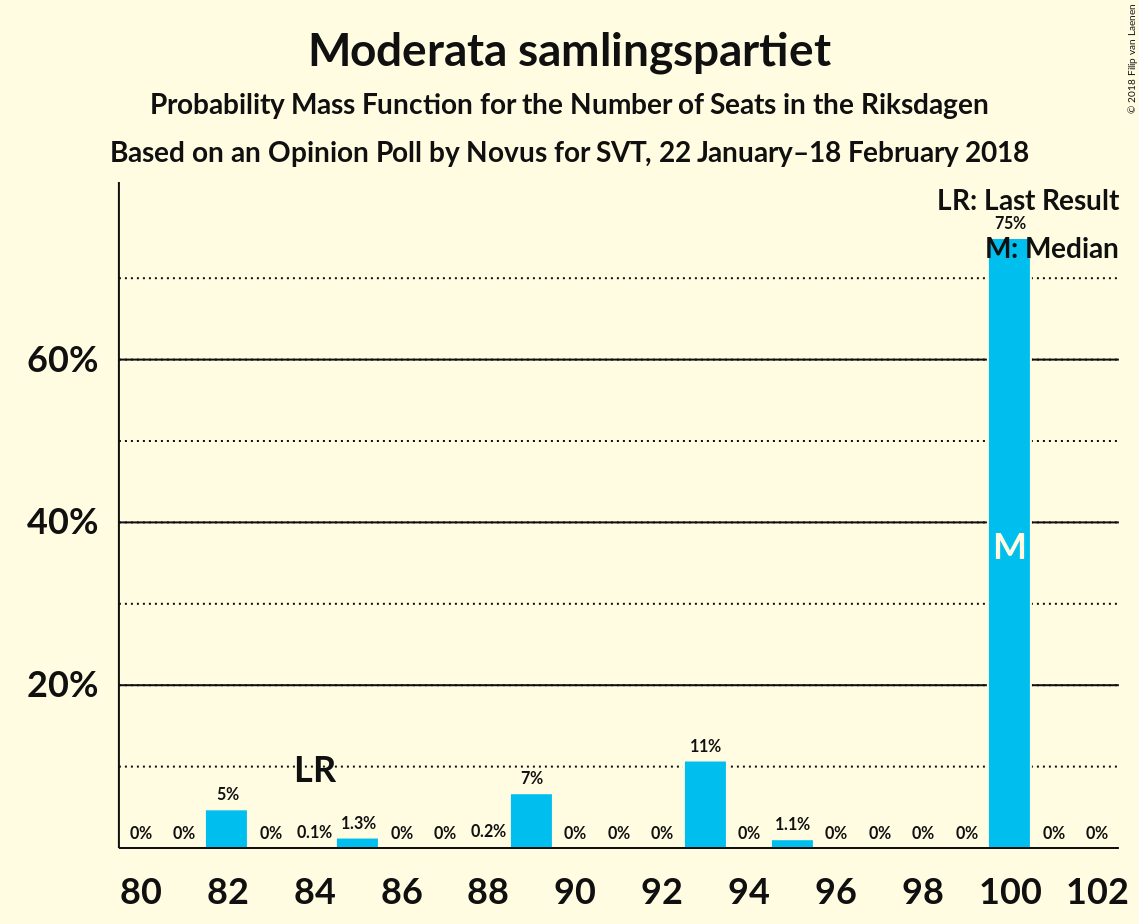 Moderata samlingspartiet
Probability Mass Function for the Number of Seats in the Riksdagen
Based on an Opinion Poll by Novus for SVT, 22 January–18 February 2018
© 2018 Filip van Laenen
LR: Last Result
M: Median
60%
40%
20%
0% 0% 5% 0% 0.1% 1.3% 0% 0% 0.2% 7% 0% 0% 0% 11% 0% 1.1% 0% 0% 0% 0% 75% 0% 0%
LR
M
80 82 84 86 88 90 92 94 96 98 100 102